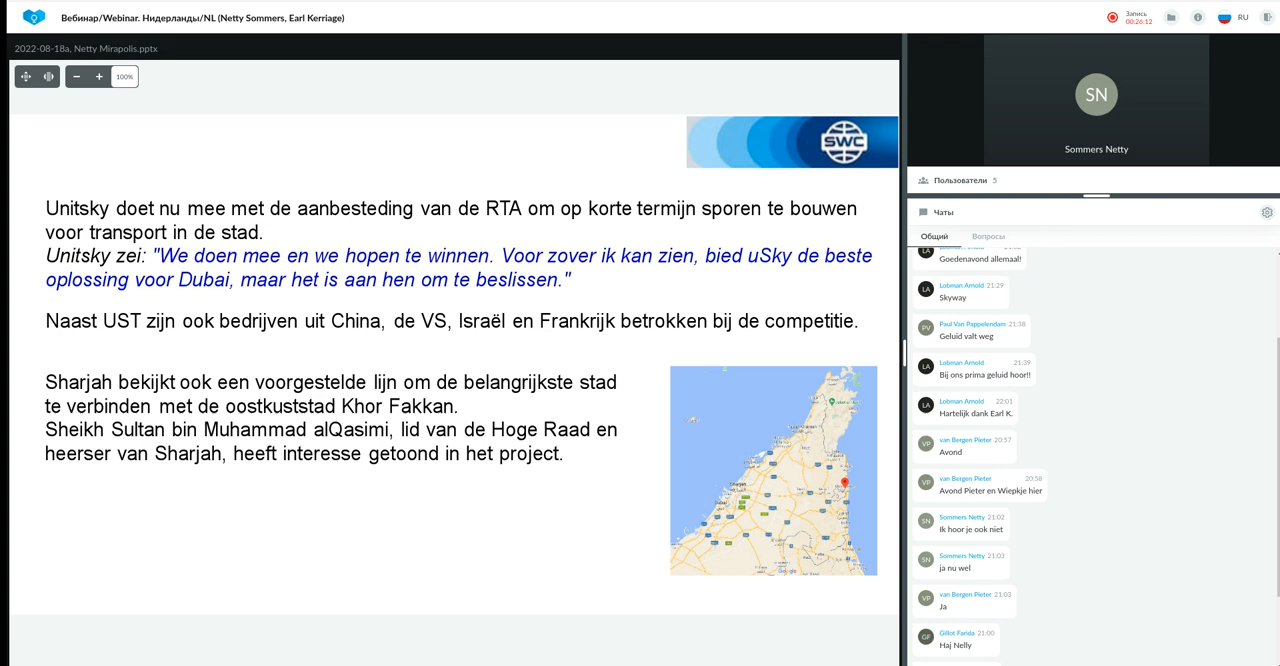 Вебинар/Webinar. Нидерланды/NL (Netty Sommers, Earl Kerriage)
Запись
00:26:12
RU
2022-08-18a, Netty Mirapolis.pptx
100%
SWC
Unitsky doet nu mee met de aanbesteding van de RTA om op korte termijn sporen te bouwen
voor transport in de stad.
Unitsky zei: "We doen mee en we hopen te winnen. Voor zover ik kan zien, bied uSky de beste
oplossing voor Dubai, maar het is aan hen om te beslissen."
Naast UST zijn ook bedrijven uit China, de VS, Israël en Frankrijk betrokken bij de competitie.
Sharjah bekijkt ook een voorgestelde lijn om de belangrijkste stad
te verbinden met de oostkuststad Khor Fakkan.
Sheikh Sultan bin Muhammad alQasimi, lid van de Hoge Raad en
heerser van Sharjah, heeft interesse getoond in het project.
SN
Sommers Netty
Пользователи 5
Чаты
Общий Вопросы
LA
Goedenavond allemaal!
LA Lobman Arnold 21:29
Skyway
PV Paul Van Pappelendam 21:38
Geluid valt weg
LA Lobman Arnold 21:39
Bij ons prima geluid hoor!!
LA Lobman Arnold 22:01
Hartelijk dank Earl K.
VP van Bergen Pieter 20:57
Avond
VP van Bergen Pieter 20:58
Avond Pieter en Wiepkje hier
SN Sommers Netty 21:02
Ik hoor je ook niet
SN Sommers Netty 21:03
ja nu wel
VP van Bergen Pieter 21:03
Ja
GF Gillot Farida 21:00
Haj Nelly